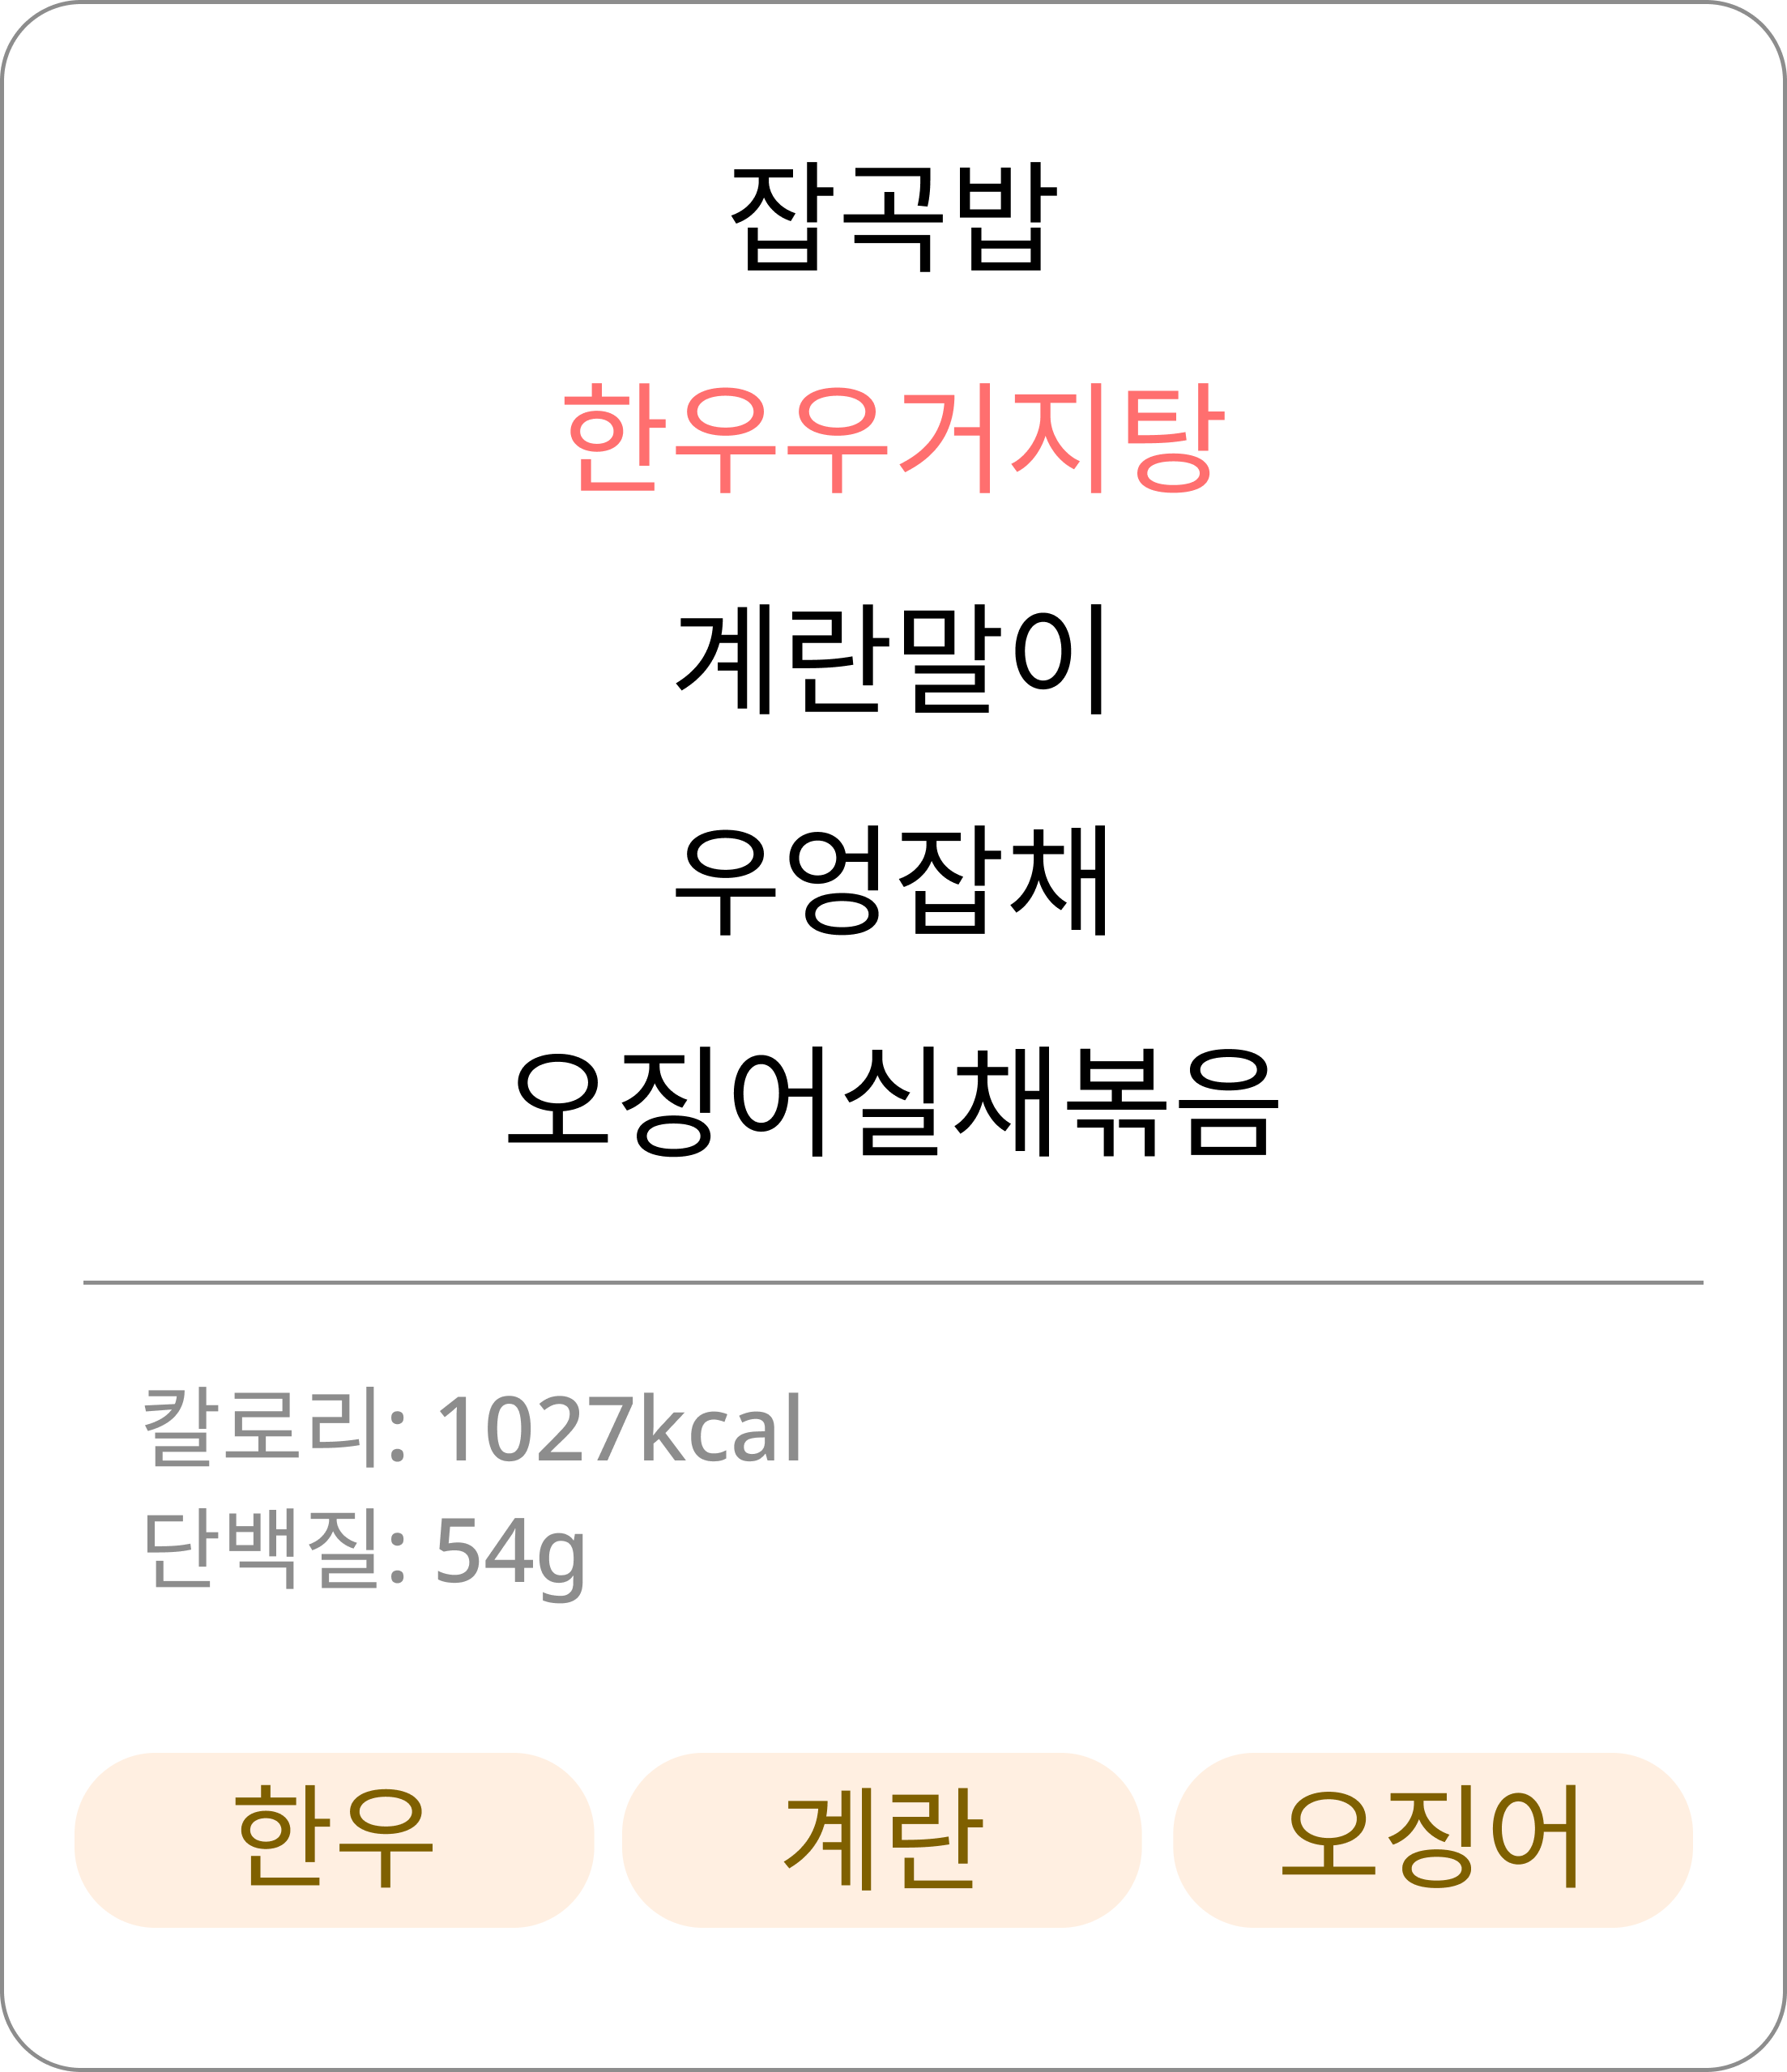 잡곡밥
한우우거지탕
계란말이
우엉잡채
오징어실채볶음
칼로리: 1027kcal
단백질: 54g
한우 계란 오징어